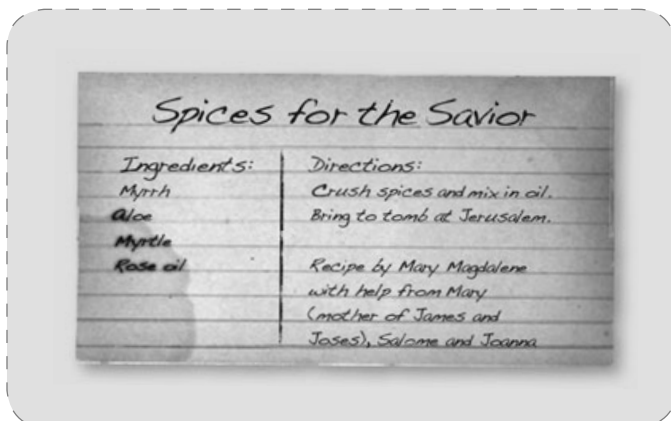 Spices for the Savior
Ingredients:
Myrrh
Aloe
Myrtle
Rose oil
Directions:
Crush spices and mix in oil.
Bring to tomb at Jerusalem.
Recipe by Mary Magdalene
with help from Mary
(mother of James and
Joses), Salome and Joanna